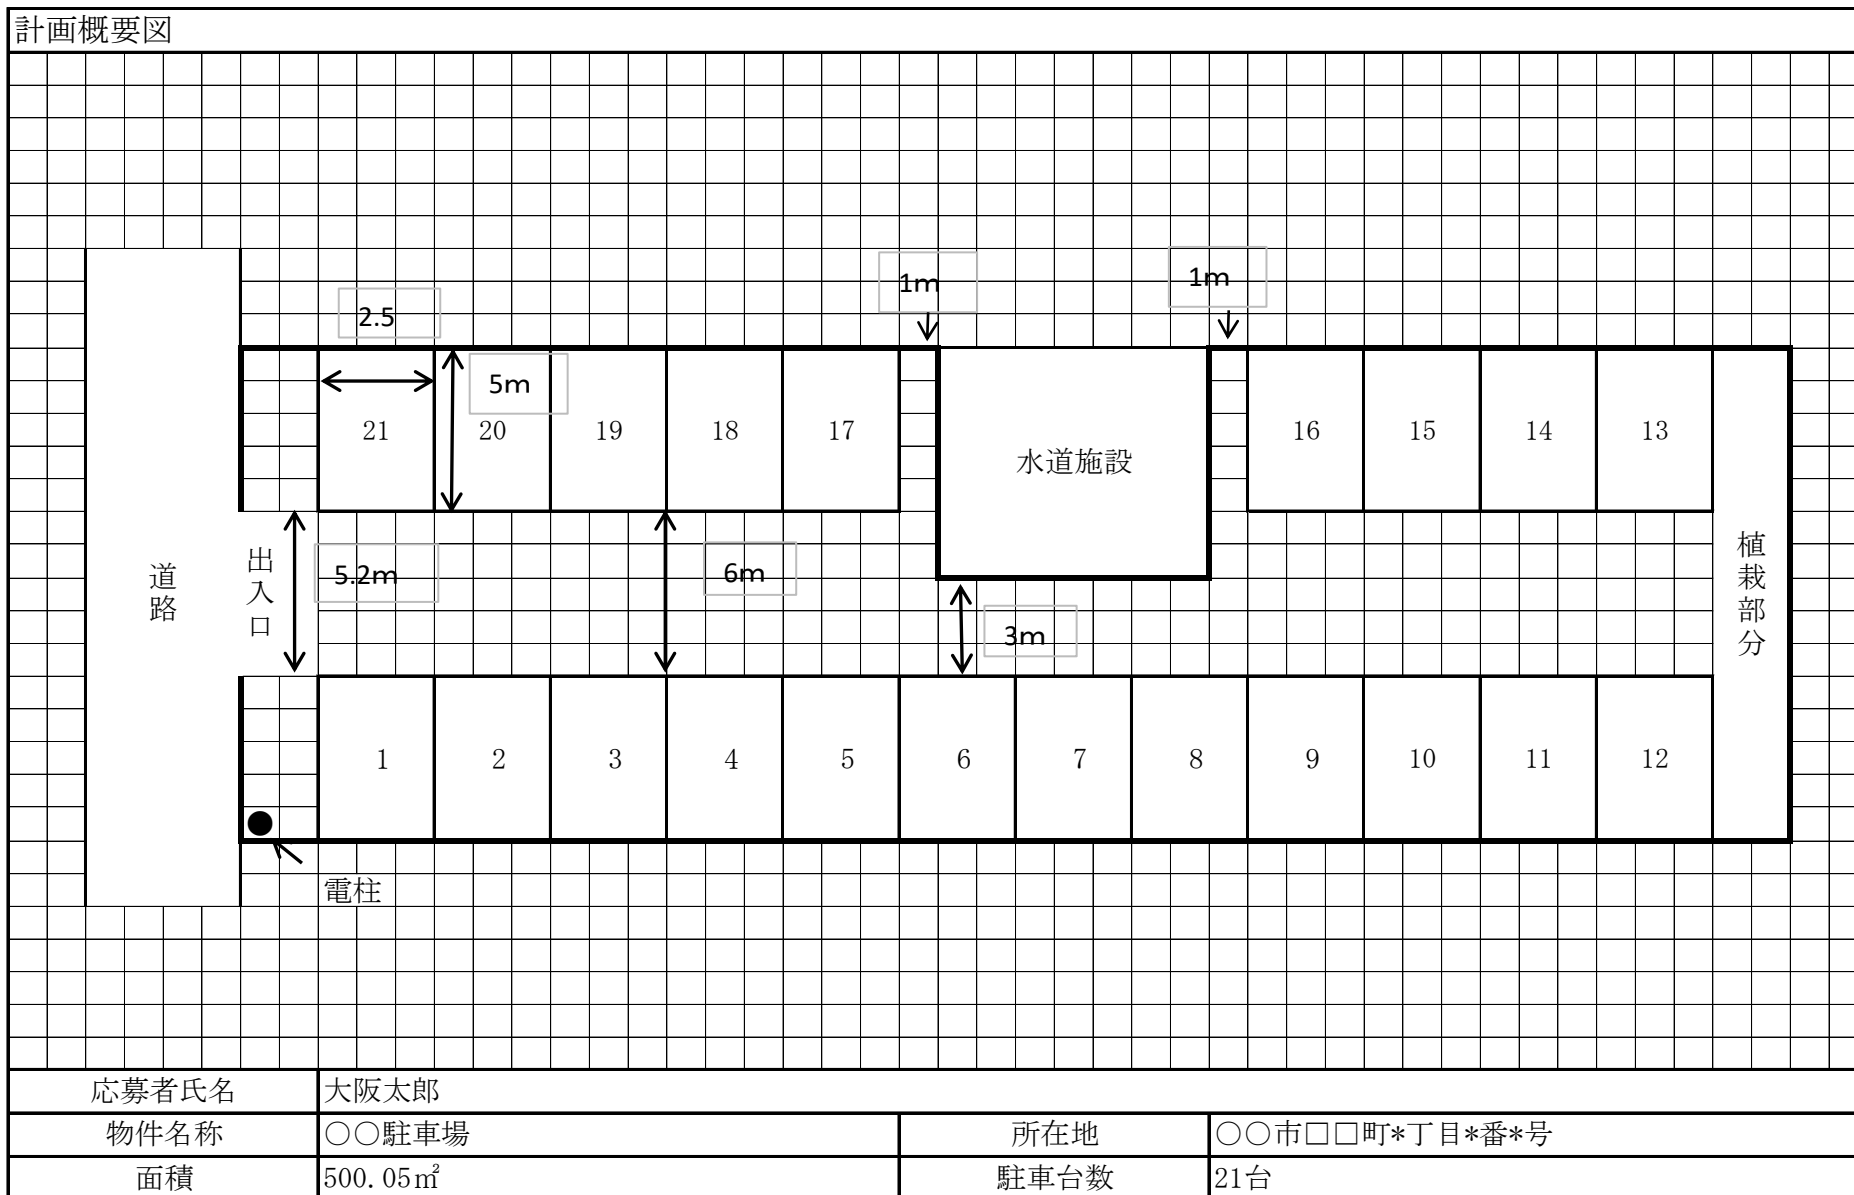 計画概要図
1m
1m
2.5
5m
21
20
19
18
17
16
15
14
13
水道施設
道路
出入口
5.2m
6m
3m
植栽部分
1
2
3
4
5
6
7
8
9
10
11
12
電柱
応募者氏名
大阪太郎
物件名称
○○駐車場
所在地
○○市□□町*丁目*番*号
面積
500.05㎡
駐車台数
21台